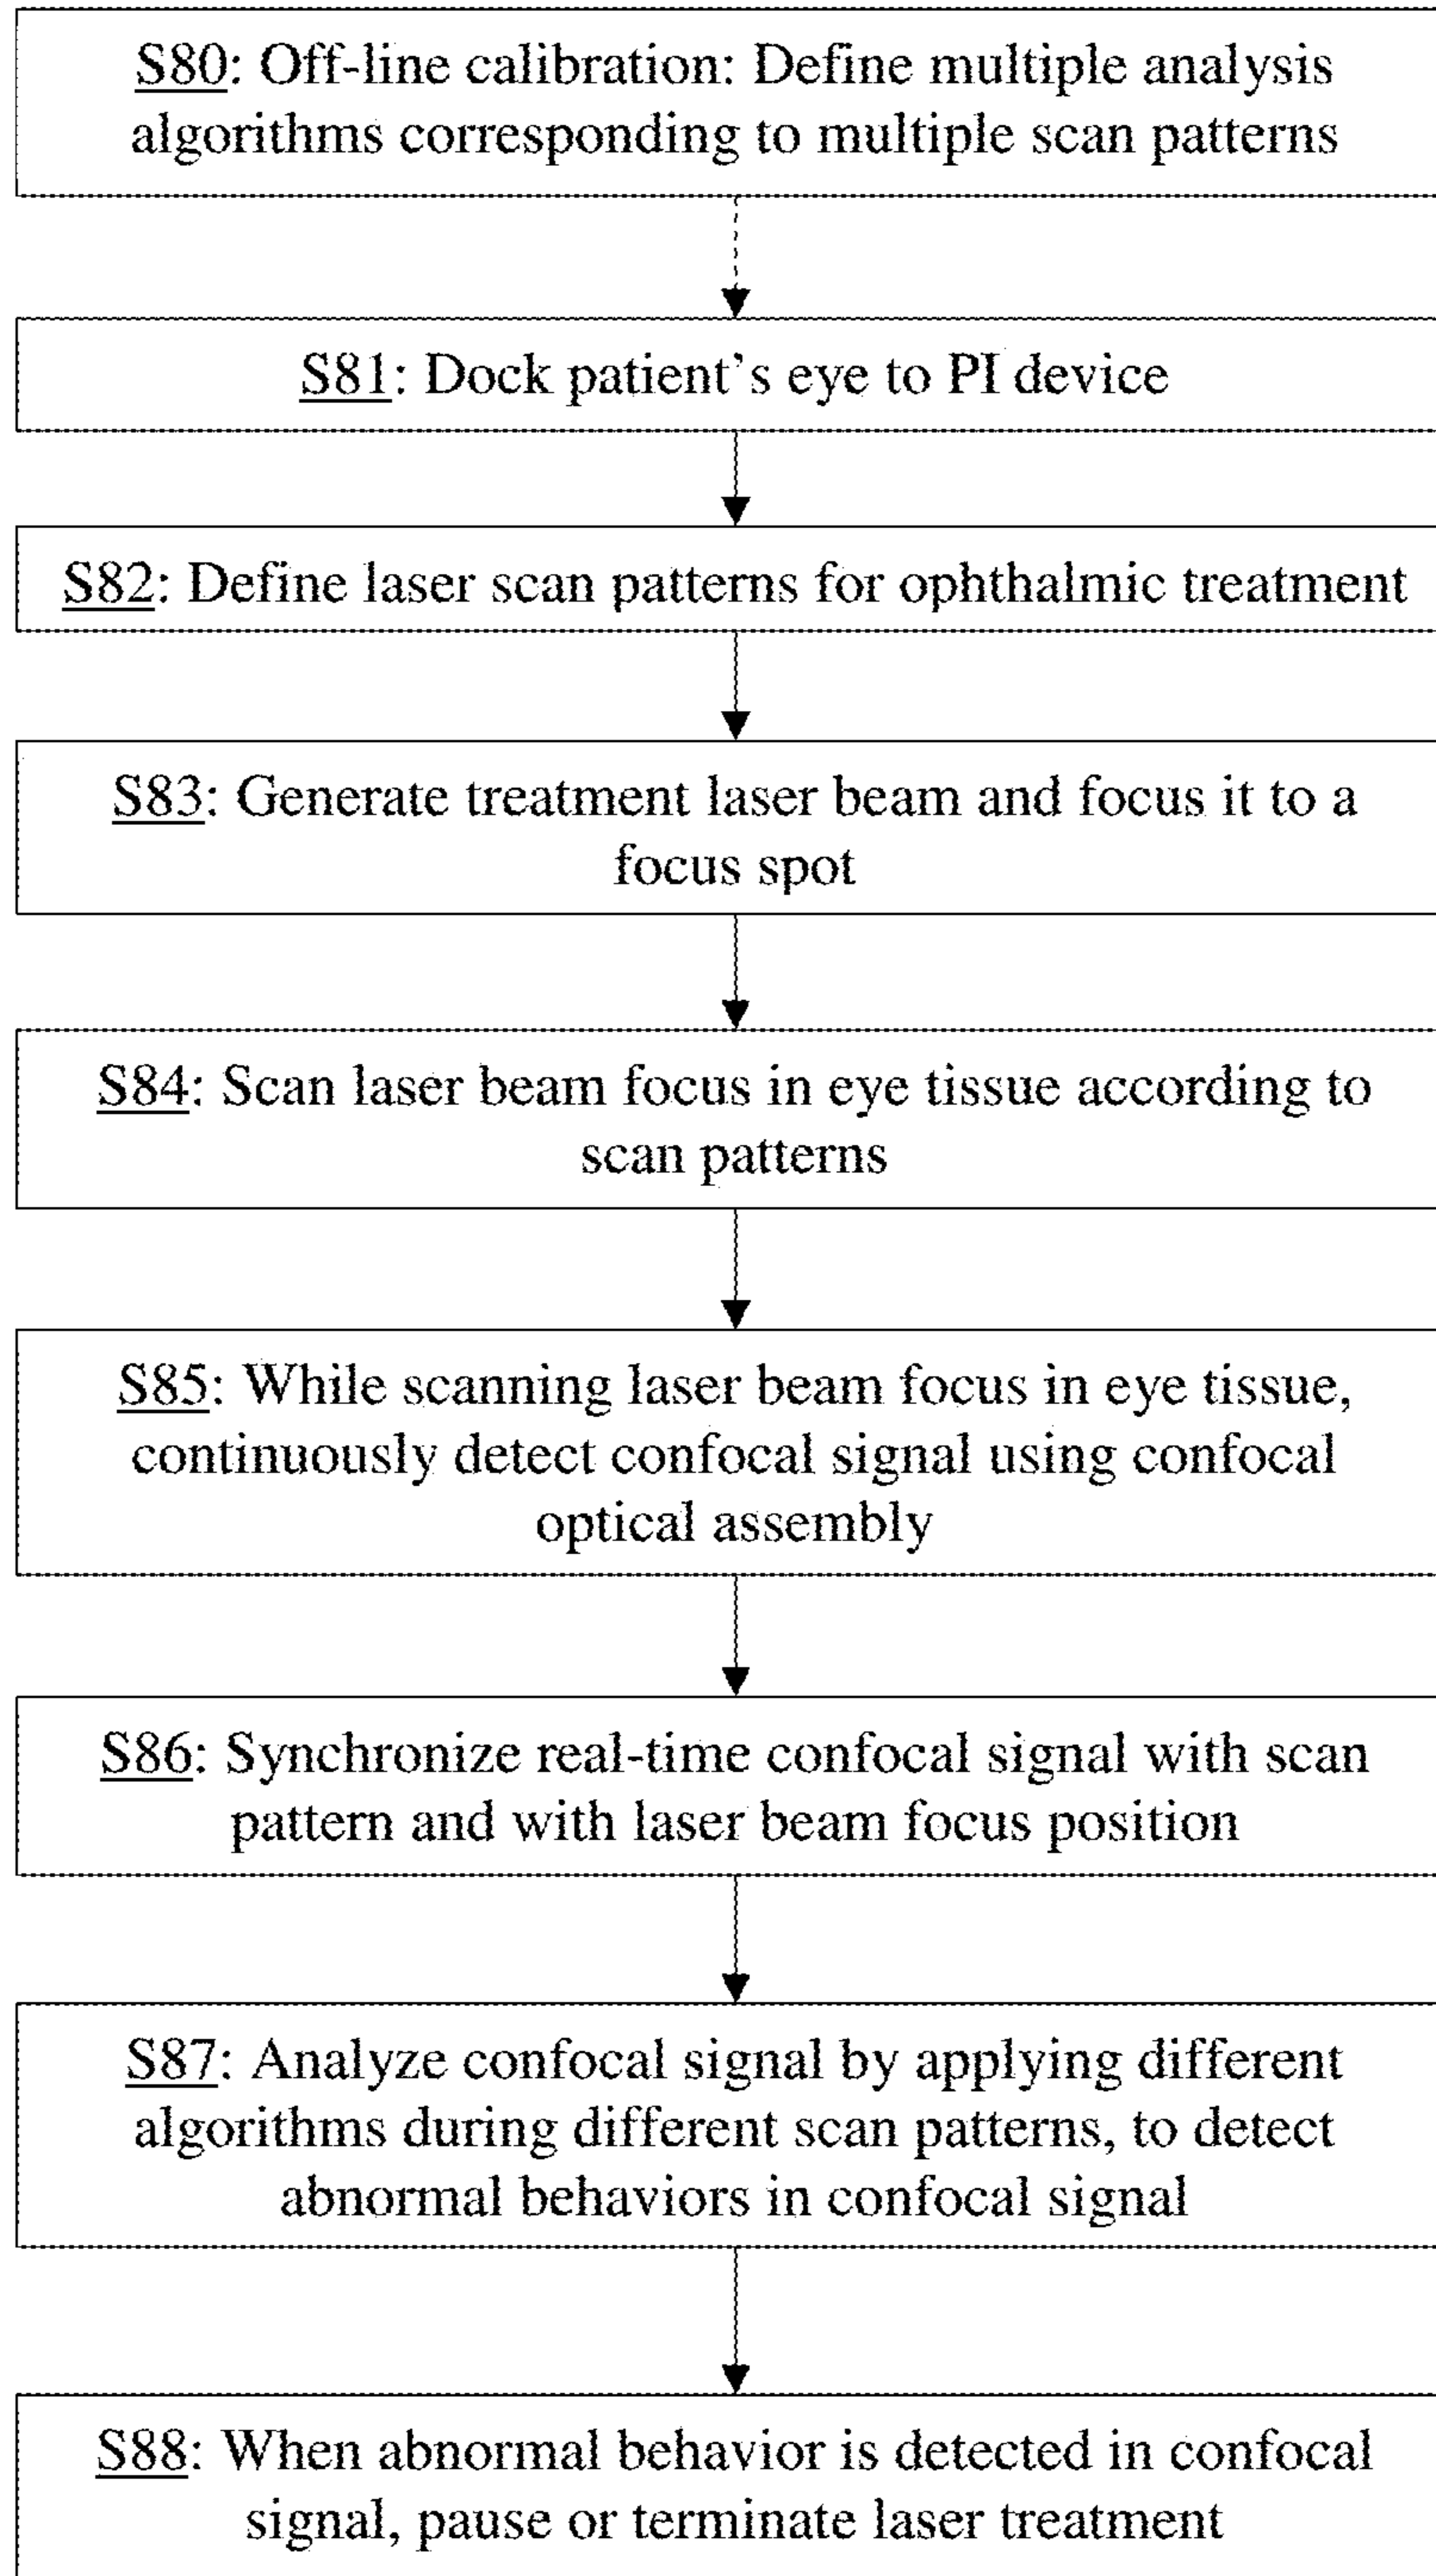 S80: Off-line calibration: Define multiple analysis
algorithms corresponding to multiple scan patterns
S81: Dock patient's eye to PI device
S82: Define laser scan patterns for ophthalmic treatment
S83: Generate treatment laser beam and focus it to a
focus spot
S84: Scan laser beam focus in eye tissue according to
scan patterns
S85: While scanning laser beam focus in eye tissue,
continuously detect confocal signal using confocal
optical assembly
S86: Synchronize real-time confocal signal with scan
pattern and with laser beam focus position
S87: Analyze confocal signal by applying different
algorithms during different scan patterns, to detect
abnormal behaviors in confocal signal
S88: When abnormal behavior is detected in confocal
signal, pause or terminate laser treatment